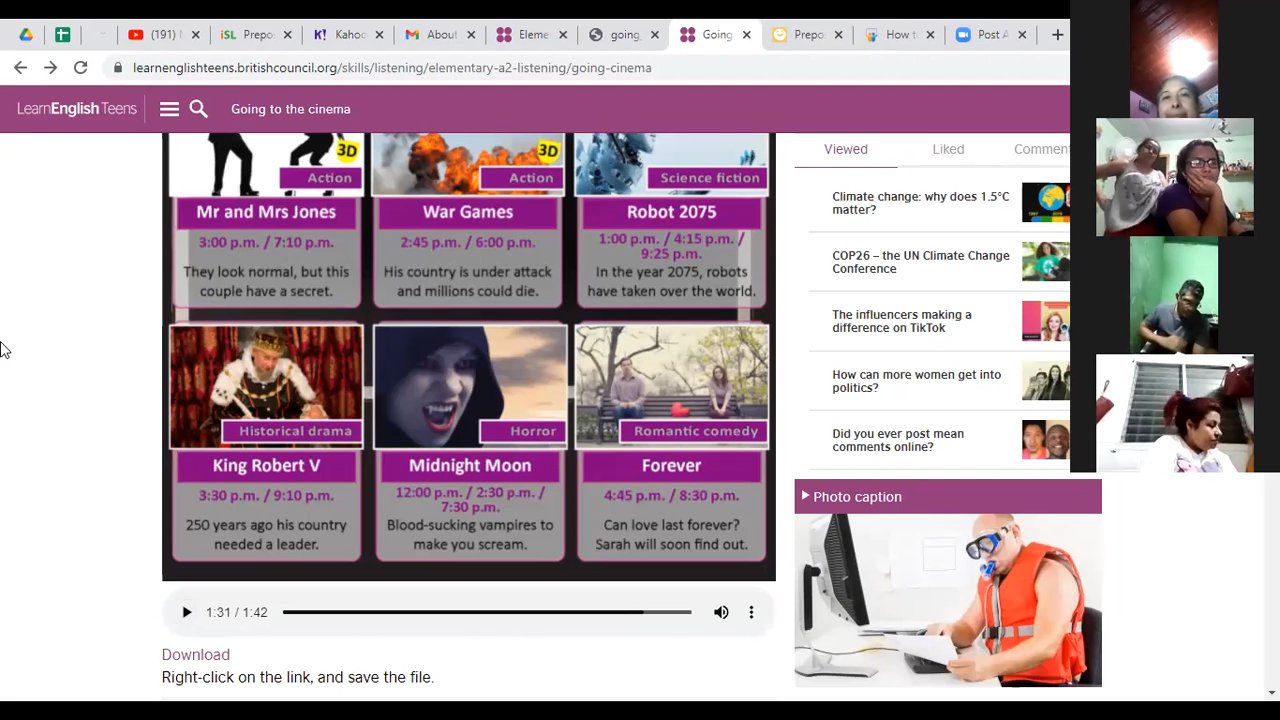 (191)
iSL Prepo
Kaho
About
Eleme
going_
Going
Prepo
How t
Post A
learnenglishteens.britishcouncil.org/skills/listening/elementary-a2-listening/going-cinema
LearnEnglish Teens
Going to the cinema
3D
Action
3D
Action
Science fiction
Mr and Mrs Jones
3:00 p.m. / 7:10 p.m.
They look normal, but this
couple have a secret.
War Games
2:45 p.m. / 6:00 p.m.
His country is under attack
and millions could die.
Robot 2075
1:00 p.m. / 4:15 p.m. /
9:25 p.m.
In the year 2075, robots
have taken over the world.
Historical drama
Horror
Romantic comedy
King Robert V
3:30 p.m. / 9:10 p.m.
250 years ago his country
needed a leader.
Midnight Moon
12:00 p.m. / 2:30 p.m. /
7:30 p.m.
Blood-sucking vampires to
make you scream.
Forever
4:45 p.m. / 8:30 p.m.
Can love last forever?
Sarah will soon find out.
1:31 / 1:42
Download
Right-click on the link, and save the file.
Viewed
Liked
Comment
Climate change: why does 1.5°C
matter?
COP26 – the UN Climate Change
Conference
The influencers making a
difference on TikTok
How can more women get into
politics?
Did you ever post mean
comments online?
Photo caption